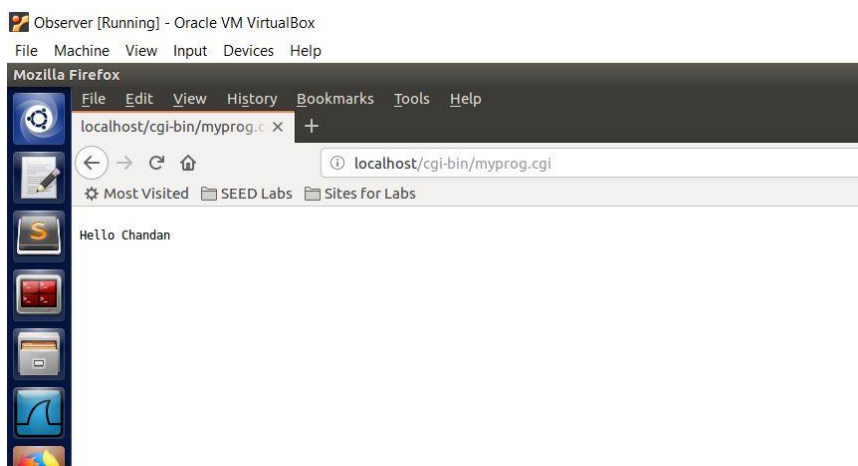 Observer [Running] - Oracle VM VirtualBox
File Machine View Input Devices Help
Mozilla Firefox
File Edit View History Bookmarks Tools Help
localhost/cgi-bin/myprog.c
localhost/cgi-bin/myprog.cgi
Most Visited SEED Labs Sites for Labs
Hello Chandan